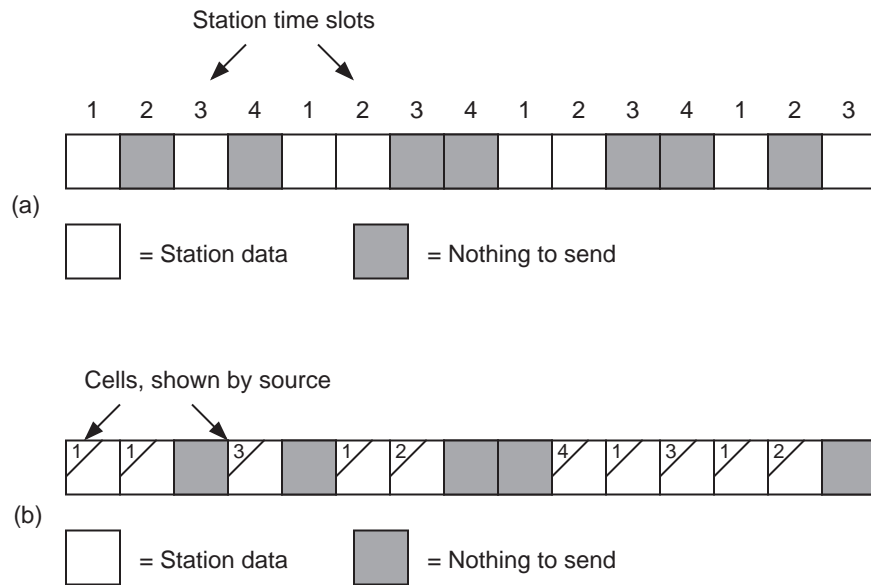 Station time slots
1 2 3 4 1 2 3 4 1 2 3 4 1 2 3
(a)
= Station data = Nothing to send
Cells, shown by source
1 1 3 1 2 4 1 3 1 2
(b)
= Station data = Nothing to send